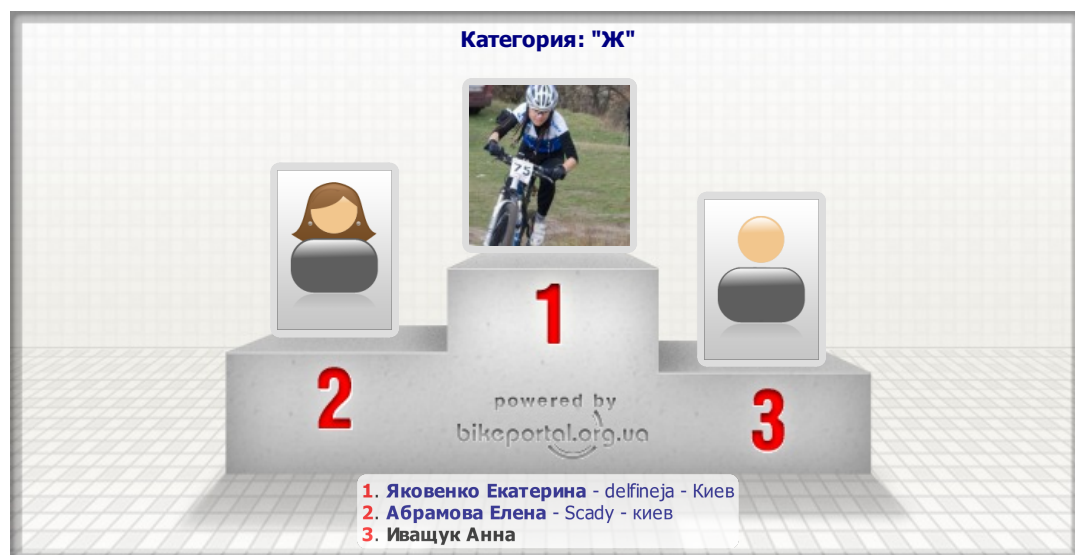 Категория: "Ж"
75
1
2
3
powered by
bikeportal.org.ua
1. Яковенко Екатерина - delfineja - Киев
2. Абрамова Елена - Scady - киев
3. Иващук Анна